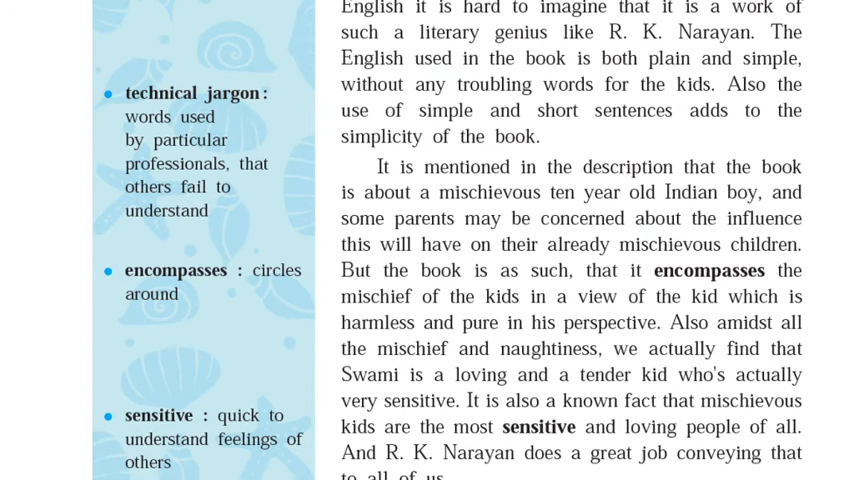 English it is hard to imagine that it is a work of
such a literary genius like R. K. Narayan. The
English used in the book is both plain and simple,
without any troubling words for the kids. Also the
use of simple and short sentences adds to the
simplicity of the book.
It is mentioned in the description that the book
is about a mischievous ten year old Indian boy, and
some parents may be concerned about the influence
this will have on their already mischievous children.
But the book is as such, that it encompasses the
mischief of the kids in a view of the kid which is
harmless and pure in his perspective. Also amidst all
the mischief and naughtiness, we actually find that
Swami is a loving and a tender kid who's actually
very sensitive. It is also a known fact that mischievous
kids are the most sensitive and loving people of all.
And R. K. Narayan does a great job conveying that
to all of us.
• technical jargon :
words used
by particular
professionals, that
others fail to
understand
• encompasses : circles
around
• sensitive : quick to
understand feelings of
others